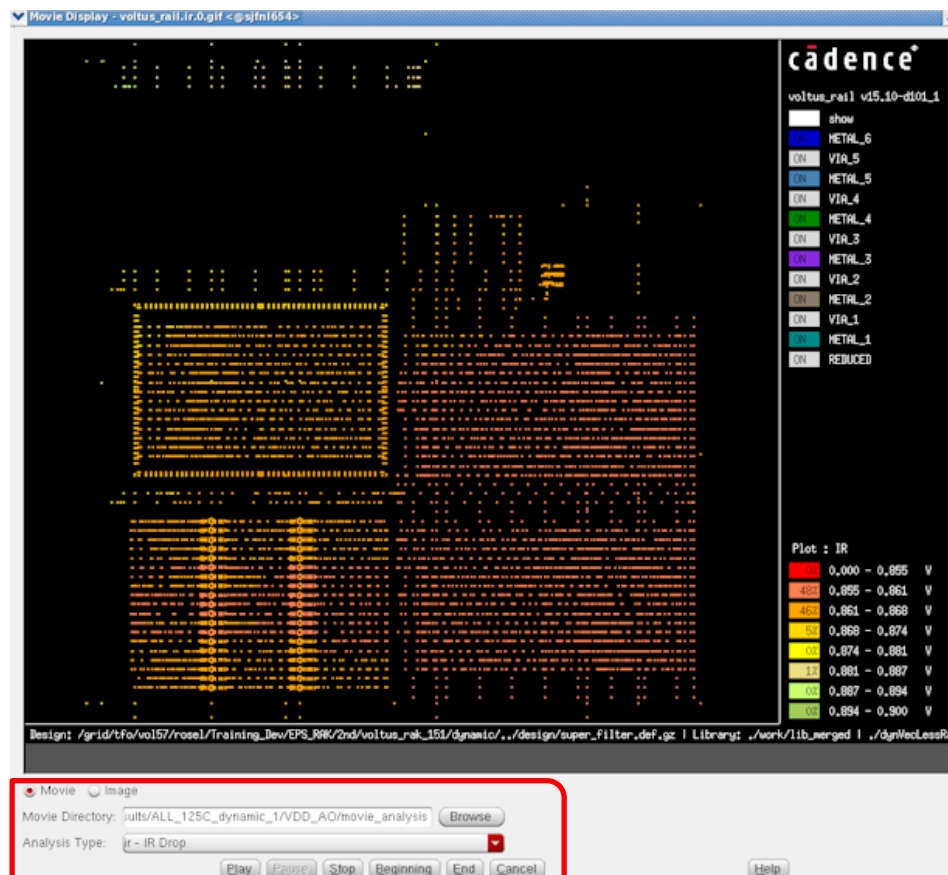 Movie Display - voltus_rail.ir.0.gif <@sjfnl654>
cādence
voltus_rail v15.10-d101_1
show
ON METAL_6
ON VIA_5
ON METAL_5
ON VIA_4
ON METAL_4
ON VIA_3
ON METAL_3
ON VIA_2
ON METAL_2
ON VIA_1
ON METAL_1
ON REDUCED
Plot : IR
0% 0.000 - 0.855 V
48% 0.855 - 0.861 V
46% 0.861 - 0.868 V
5% 0.868 - 0.874 V
0% 0.874 - 0.881 V
1% 0.881 - 0.887 V
0% 0.887 - 0.894 V
0% 0.894 - 0.900 V
Design: /grid/tfo/vol57/rosel/Training_Dev/EPS_RAK/2nd/voltus_rak_151/dynamic/../design/super_filter.def.gz | Library: ./work/lib_merged | ./dynVecLessR
Movie Image
Movie Directory: sults/ALL_125C_dynamic_1/VDD_AO/movie_analysis Browse
Analysis Type: ir - IR Drop
Play Pause Stop Beginning End Cancel Help